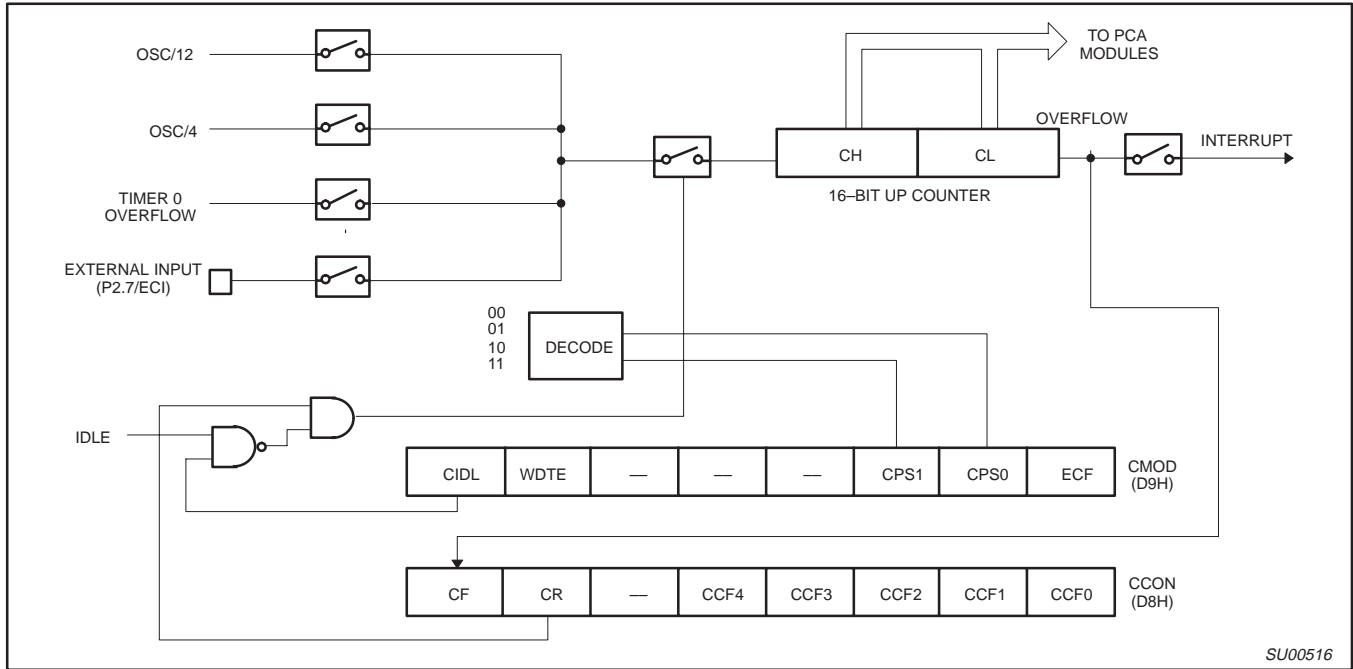 OSC/12
TO PCA
MODULES
OSC/4
OVERFLOW
INTERRUPT
CH
CL
16–BIT UP COUNTER
TIMER 0
OVERFLOW
EXTERNAL INPUT
(P2.7/ECI)
00
01
10
11
DECODE
IDLE
CIDL WDTE –– –– –– CPS1 CPS0 ECF
CMOD
(D9H)
CF CR –– CCF4 CCF3 CCF2 CCF1 CCF0
CCON
(D8H)
SU00516